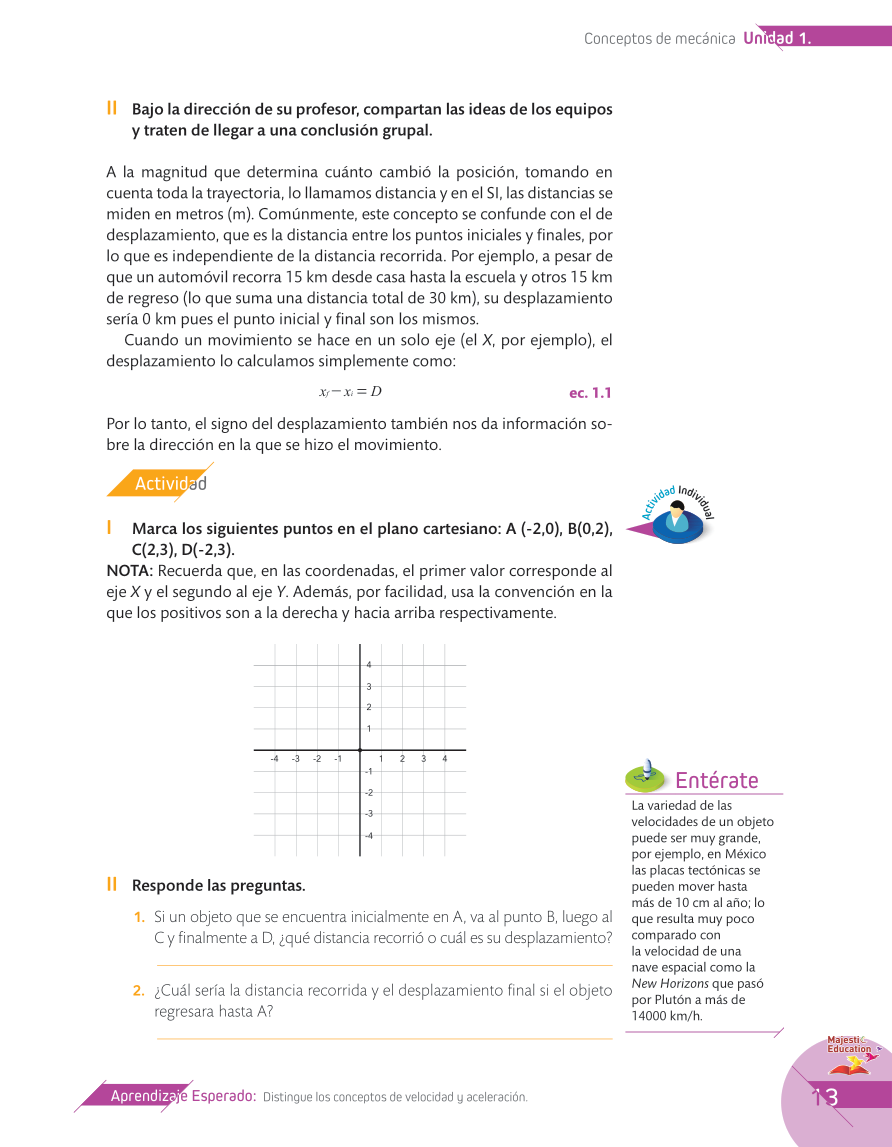 Conceptos de mecánica Unidad 1.
II Bajo la dirección de su profesor, compartan las ideas de los equipos
y traten de llegar a una conclusión grupal.
A la magnitud que determina cuánto cambió la posición, tomando en
cuenta toda la trayectoria, lo llamamos distancia y en el SI, las distancias se
miden en metros (m). Comúnmente, este concepto se confunde con el de
desplazamiento, que es la distancia entre los puntos iniciales y finales, por
lo que es independiente de la distancia recorrida. Por ejemplo, a pesar de
que un automóvil recorra 15 km desde casa hasta la escuela y otros 15 km
de regreso (lo que suma una distancia total de 30 km), su desplazamiento
sería 0 km pues el punto inicial y final son los mismos.
Cuando un movimiento se hace en un solo eje (el X, por ejemplo), el
desplazamiento lo calculamos simplemente como:
x_f − x_i = D ec. 1.1
Por lo tanto, el signo del desplazamiento también nos da información so-
bre la dirección en la que se hizo el movimiento.
Actividad
Actividad Individual
I Marca los siguientes puntos en el plano cartesiano: A (-2,0), B(0,2),
C(2,3), D(-2,3).
NOTA: Recuerda que, en las coordenadas, el primer valor corresponde al
eje X y el segundo al eje Y. Además, por facilidad, usa la convención en la
que los positivos son a la derecha y hacia arriba respectivamente.
4
3
2
1
-4 -3 -2 -1 1 2 3 4
-1
-2
-3
-4
II Responde las preguntas.
1. Si un objeto que se encuentra inicialmente en A, va al punto B, luego al
C y finalmente a D, ¿qué distancia recorrió o cuál es su desplazamiento?
2. ¿Cuál sería la distancia recorrida y el desplazamiento final si el objeto
regresara hasta A?
Entérate
La variedad de las
velocidades de un objeto
puede ser muy grande,
por ejemplo, en México
las placas tectónicas se
pueden mover hasta
más de 10 cm al año; lo
que resulta muy poco
comparado con
la velocidad de una
nave espacial como la
New Horizons que pasó
por Plutón a más de
14000 km/h.
Majestic
Education
Aprendizaje Esperado: Distingue los conceptos de velocidad y aceleración.
13